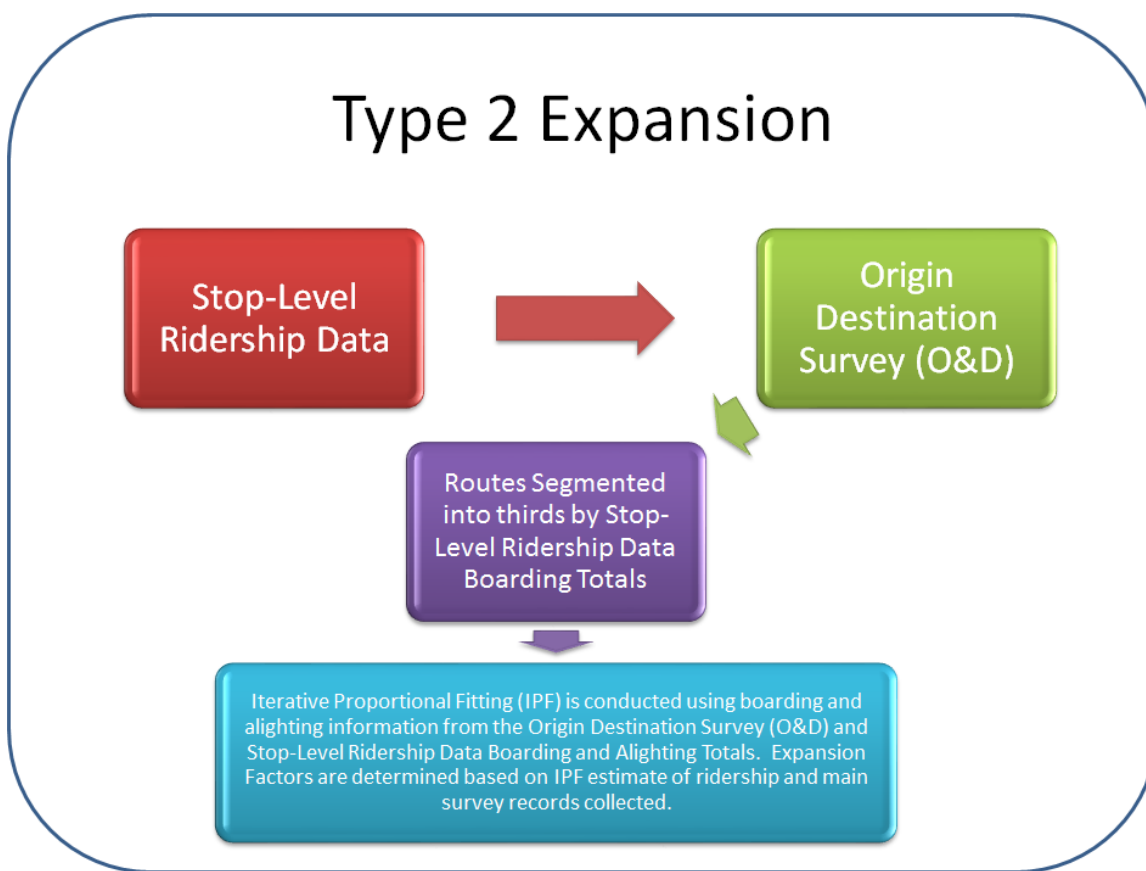 Type 2 Expansion
Stop-Level
Ridership Data
Origin
Destination
Survey (O&D)
Routes Segmented
into thirds by Stop-
Level Ridership Data
Boarding Totals
Iterative Proportional Fitting (IPF) is conducted using boarding and
alighting information from the Origin Destination Survey (O&D) and
Stop-Level Ridership Data Boarding and Alighting Totals.  Expansion
Factors are determined based on IPF estimate of ridership and main
survey records collected.